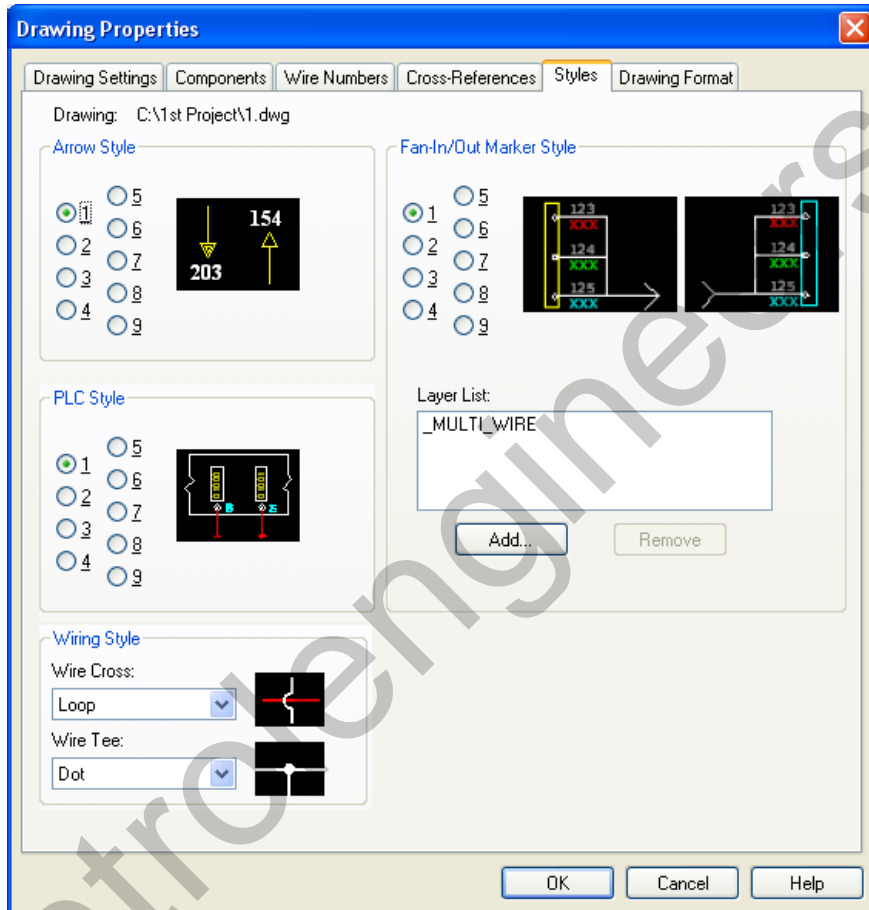 Drawing Properties
Drawing Settings Components Wire Numbers Cross-References Styles Drawing Format
Drawing: C:\1st Project\1.dwg
Arrow Style
1
2
3
4
5
6
7
8
9
203
154
Fan-In/Out Marker Style
1
2
3
4
5
6
7
8
9
123
XXX
124
XXX
125
XXX
123
XXX
124
XXX
125
XXX
PLC Style
1
2
3
4
5
6
7
8
9
Layer List:
_MULTI_WIRE
Add...
Remove
Wiring Style
Wire Cross:
Loop
Wire Tee:
Dot
OK Cancel Help
trolengineers